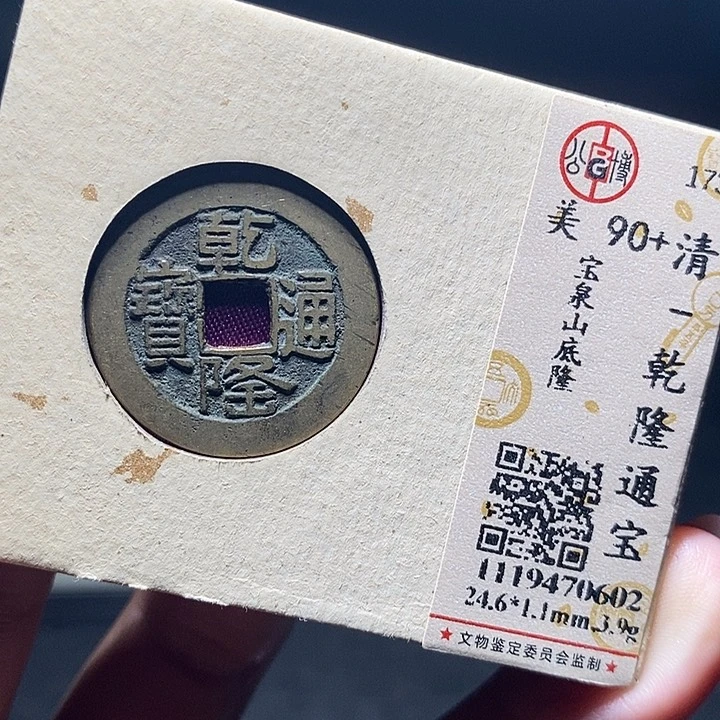 乾隆通寶
公博
G
173
美 90+
清一乾隆通宝
宝泉山底隆
1119470602
24.6*1.1mm,3.9g
★文物鉴定委员会监制★